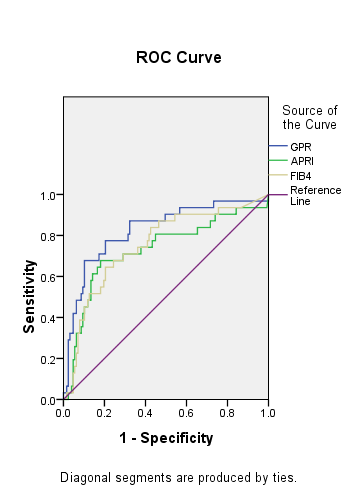 ROC Curve
Source of
the Curve
GPR
APRI
FIB4
Reference
Line
1.0
0.8
0.6
0.4
0.2
0.0
Sensitivity
0.0 0.2 0.4 0.6 0.8 1.0
1 - Specificity
Diagonal segments are produced by ties.